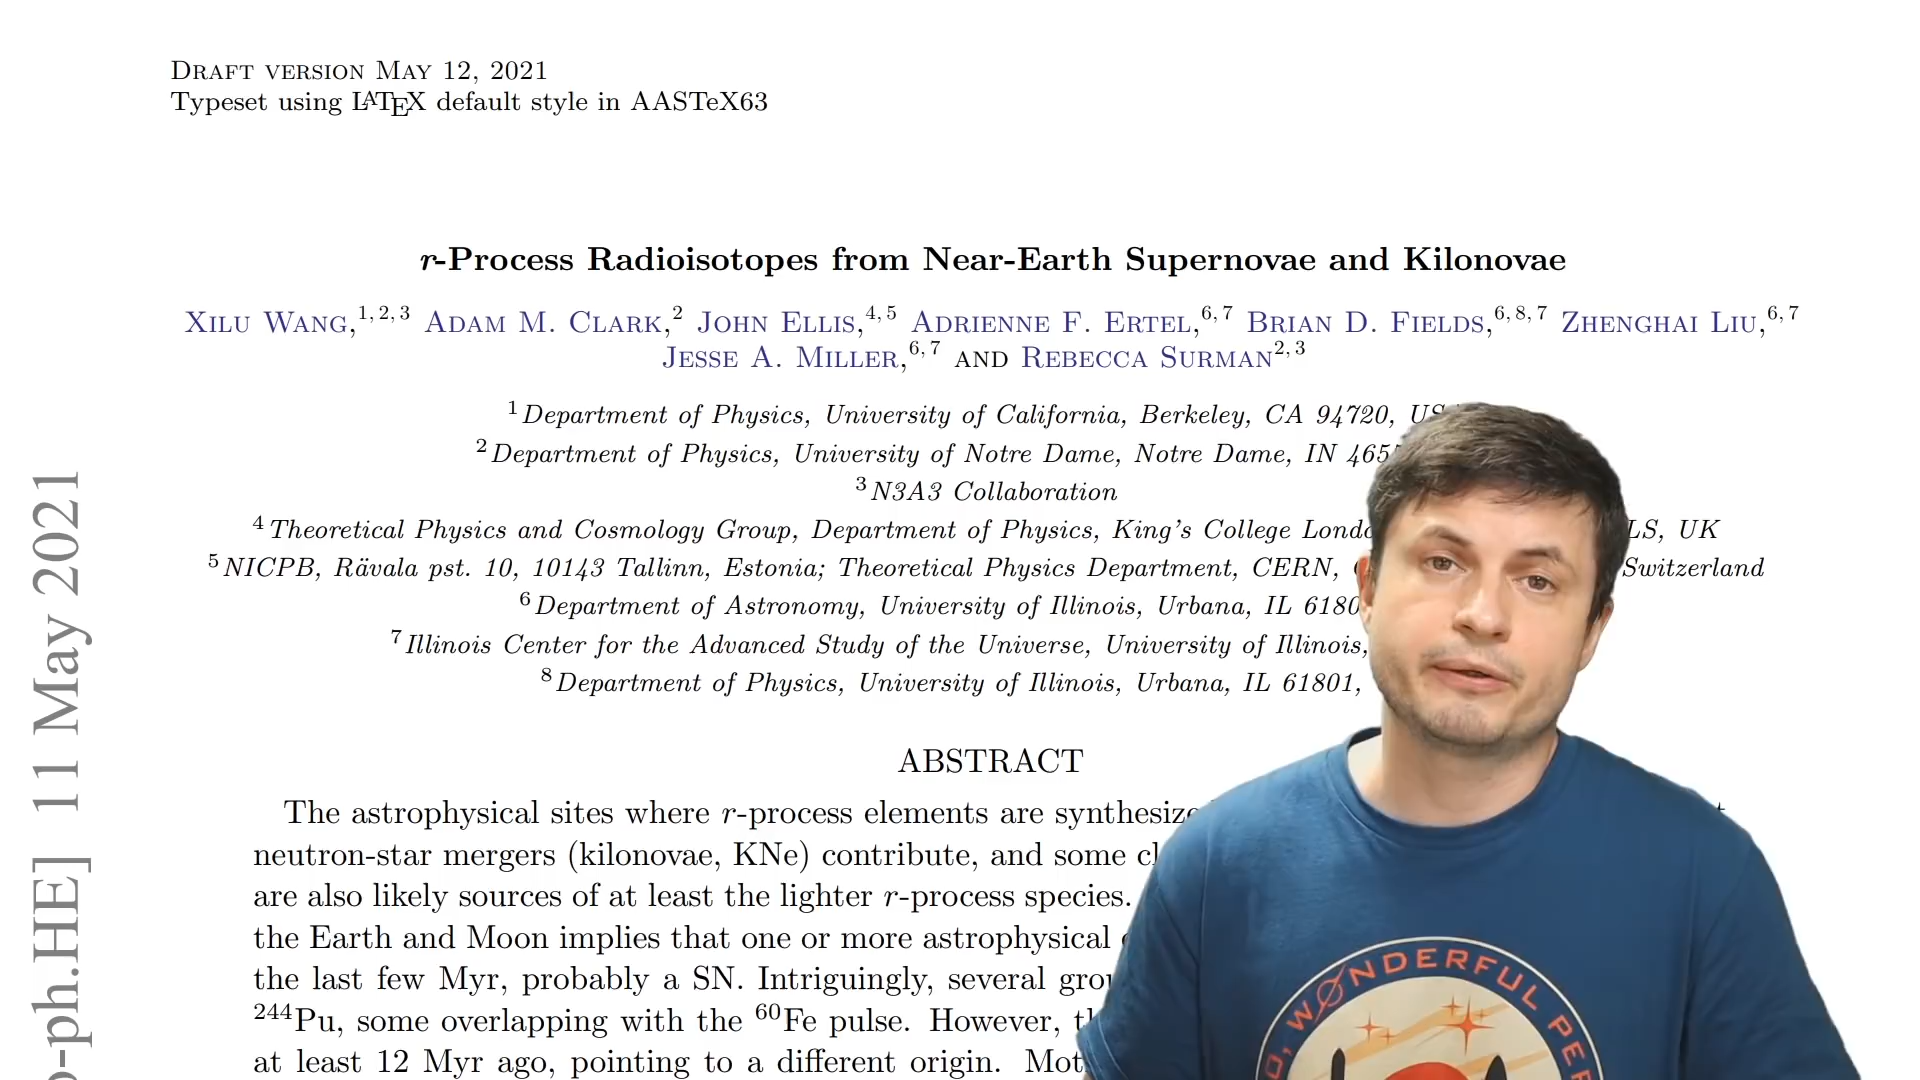 DRAFT VERSION MAY 12, 2021
Typeset using LATEX default style in AASTeX63
r-Process Radioisotopes from Near-Earth Supernovae and Kilonovae
XILU WANG,1, 2, 3 ADAM M. CLARK,2 JOHN ELLIS,4, 5 ADRIENNE F. ERTEL,6, 7 BRIAN D. FIELDS,6, 8, 7 ZHENGHAI LIU,6, 7
JESSE A. MILLER,6, 7 AND REBECCA SURMAN2, 3
1Department of Physics, University of California, Berkeley, CA 94720,
2Department of Physics, University of Notre Dame, Notre Dame, IN
3N3A3 Collaboration
4Theoretical Physics and Cosmology Group, Department of Physics, King's College LS, UK
5NICPB, Rävala pst. 10, 10143 Tallinn, Estonia; Theoretical Physics Department, CERN, Switzerland
6Department of Astronomy, University of Illinois, Urbana, IL
7Illinois Center for the Advanced Study of the Universe, University of Illinois,
8Department of Physics, University of Illinois, Urbana, IL 61801,
ABSTRACT
The astrophysical sites where r-process elements are
neutron-star mergers (kilonovae, KNe) contribute, and some
are also likely sources of at least the lighter r-process species.
the Earth and Moon implies that one or more astrophysical
the last few Myr, probably a SN. Intriguingly, several
244Pu, some overlapping with the 60Fe pulse. However,
at least 12 Myr ago, pointing to a different origin.
-ph.HE] 11 May 2021
WONDERFUL